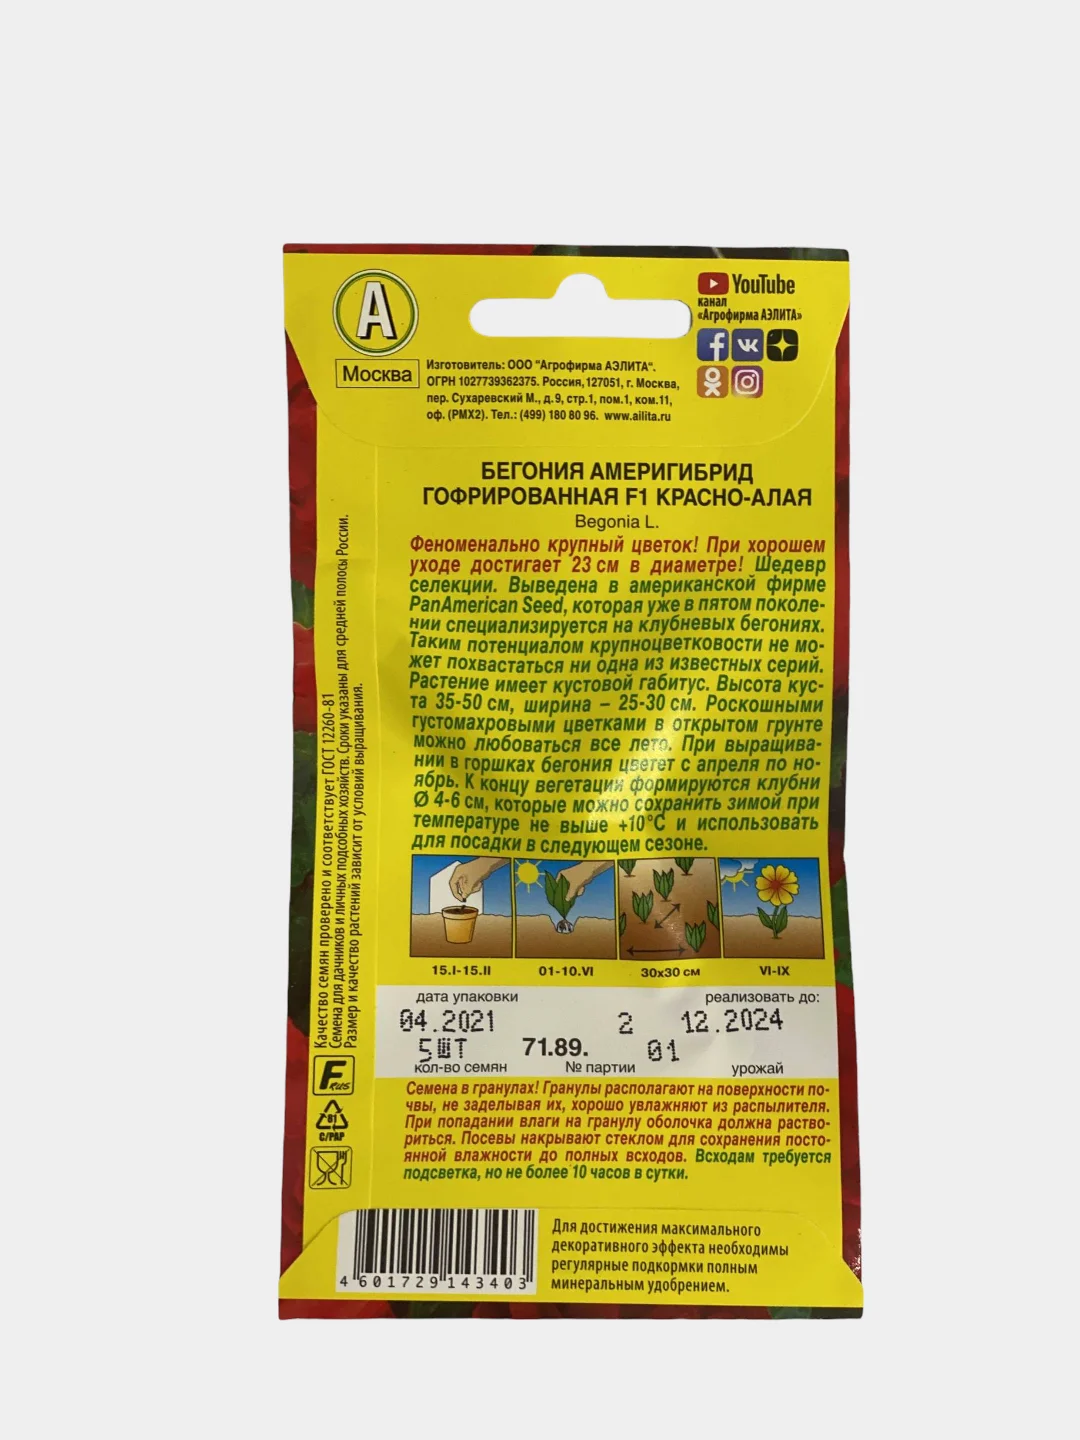 А
Москва
YouTube
канал
«Агрофирма АЭЛИТА»
Изготовитель: ООО "Агрофирма АЭЛИТА".
ОГРН 1027739362375. Россия, 127051, г. Москва,
пер. Сухаревский М., д.9, стр.1, пом.1, ком.11,
оф. (РМХ2). Тел.: (499) 180 80 96. www.ailita.ru
БЕГОНИЯ АМЕРИГИБРИД
ГОФРИРОВАННАЯ F1 КРАСНО-АЛАЯ
Begonia L.
Феноменально крупный цветок! При хорошем
уходе достигает 23 см в диаметре! Шедевр
селекции. Выведена в американской фирме
PanAmerican Seed, которая уже в пятом поколе-
нии специализируется на клубневых бегониях.
Таким потенциалом крупноцветковости не мо-
жет похвастаться ни одна из известных серий.
Растение имеет кустовой габитус. Высота кус-
та 35-50 см, ширина – 25-30 см. Роскошными
густомахровыми цветками в открытом грунте
можно любоваться все лето. При выращива-
нии в горшках бегония цветет с апреля по но-
ябрь. К концу вегетации формируются клубни
Ø 4-6 см, которые можно сохранить зимой при
температуре не выше +10°С и использовать
для посадки в следующем сезоне.
15.I-15.II
01-10.VI
30х30 см
VI-IX
дата упаковки
реализовать до:
04.2021
2
12.2024
5ШТ
71.89.
01
кол-во семян
№ партии
урожай
Семена в гранулах! Гранулы располагают на поверхности по-
чвы, не заделывая их, хорошо увлажняют из распылителя.
При попадании влаги на гранулу оболочка должна раство-
риться. Посевы накрывают стеклом для сохранения посто-
янной влажности до полных всходов. Всходам требуется
подсветка, но не более 10 часов в сутки.
Качество семян проверено и соответствует ГОСТ 12260-81
Семена для дачников и личных подсобных хозяйств. Сроки указаны для средней полосы России.
Размер и качество растений зависит от условий выращивания.
F RUS
81
C/PAP
4 601729 143403
Для достижения максимального
декоративного эффекта необходимы
регулярные подкормки полным
минеральным удобрением.